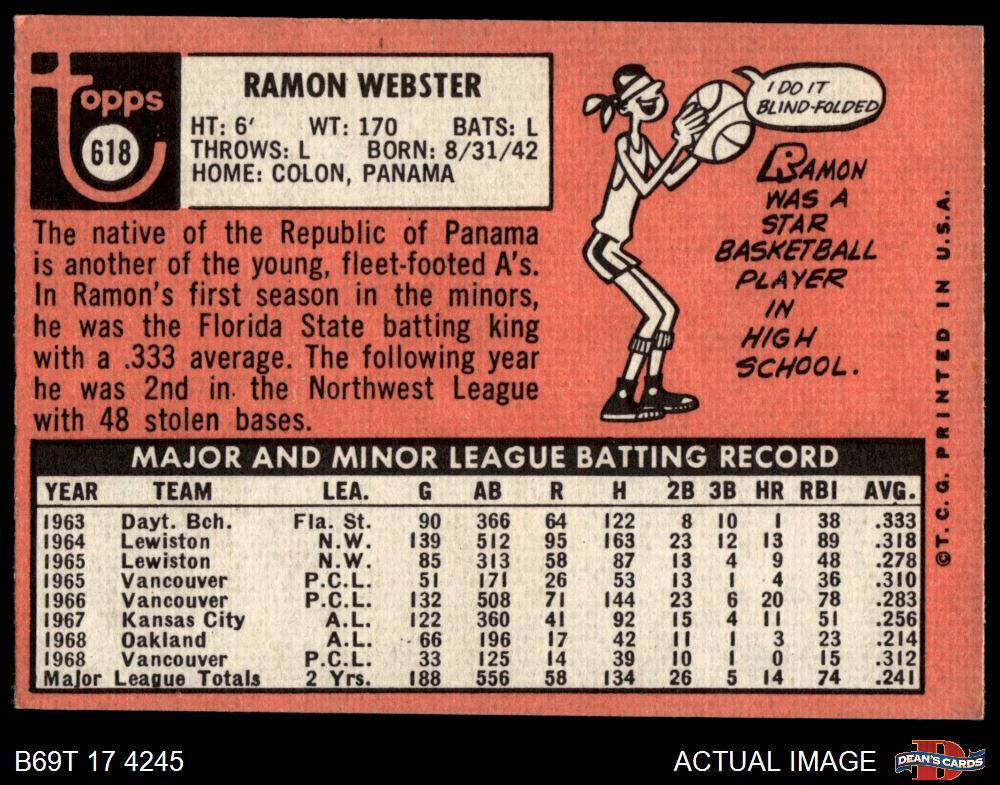 Topps
618
RAMON WEBSTER
HT: 6' WT: 170 BATS: L
THROWS: L BORN: 8/31/42
HOME: COLON, PANAMA
The native of the Republic of Panama
is another of the young, fleet-footed A's.
In Ramon's first season in the minors,
he was the Florida State batting king
with a .333 average. The following year
he was 2nd in the Northwest League
with 48 stolen bases.
I DO IT
BLIND-FOLDED
RAMON
WAS A
STAR
BASKETBALL
PLAYER
IN
HIGH
SCHOOL.
©T. C. G. PRINTED IN U.S.A.
MAJOR AND MINOR LEAGUE BATTING RECORD
YEAR TEAM LEA. G AB R H 2B 3B HR RBI AVG.
1963 Dayt. Bch. Fla. St. 90 366 64 122 8 10 1 38 .333
1964 Lewiston N.W. 139 512 95 163 23 12 13 89 .318
1965 Lewiston N.W. 85 313 58 87 13 4 9 48 .278
1965 Vancouver P.C.L. 51 171 26 53 13 1 4 36 .310
1966 Vancouver P.C.L. 132 508 71 144 23 6 20 78 .283
1967 Kansas City A.L. 122 360 41 92 15 4 11 51 .256
1968 Oakland A.L. 66 196 17 42 11 1 3 23 .214
1968 Vancouver P.C.L. 33 125 14 39 10 1 0 15 .312
Major League Totals 2 Yrs. 188 556 58 134 26 5 14 74 .241
B69T 17 4245
ACTUAL IMAGE
DEAN'S CARDS